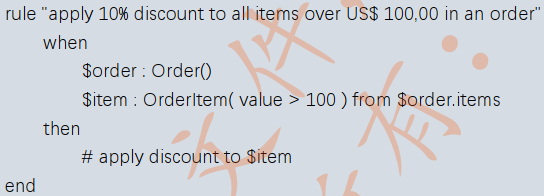 rule "apply 10% discount to all items over US$ 100,00 in an order"
when
$order : Order()
$item : OrderItem( value > 100 ) from $order.items
then
# apply discount to $item
end